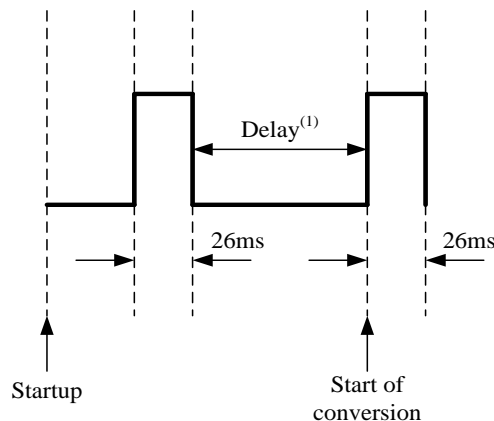 Delay(1)
26ms
26ms
Startup
Start of
conversion